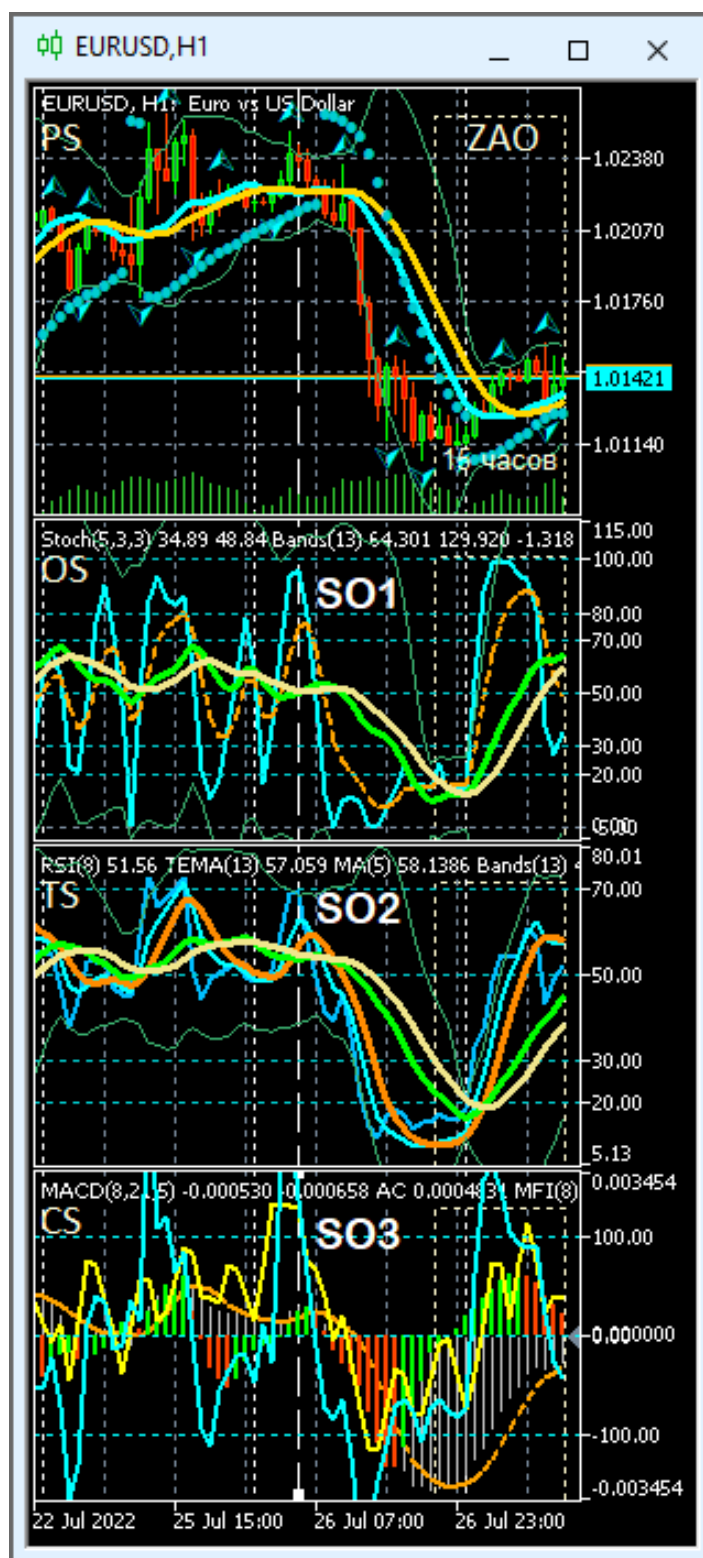 EURUSD,H1
EURUSD, H1: Euro vs US Dollar
PS
ZAO
1.02380
1.02070
1.01760
1.01421
1.01140
15 часов
Stoch(5,3,3) 34.89 48.84 Bands(13) 64.301 129.920 -1.318
OS
SO1
115.00
100.00
80.00
70.00
50.00
30.00
20.00
RSI(8) 51.56 TEMA(13) 57.059 MA(5) 58.1386 Bands(13)
TS
SO2
80.01
70.00
50.00
30.00
20.00
5.13
MACD(8,21,5) -0.000530 -0.000658 AC 0.0004831 MFI(8)
CS
SO3
0.003454
100.00
-100.00
-0.003454
22 Jul 2022
25 Jul 15:00
26 Jul 07:00
26 Jul 23:00